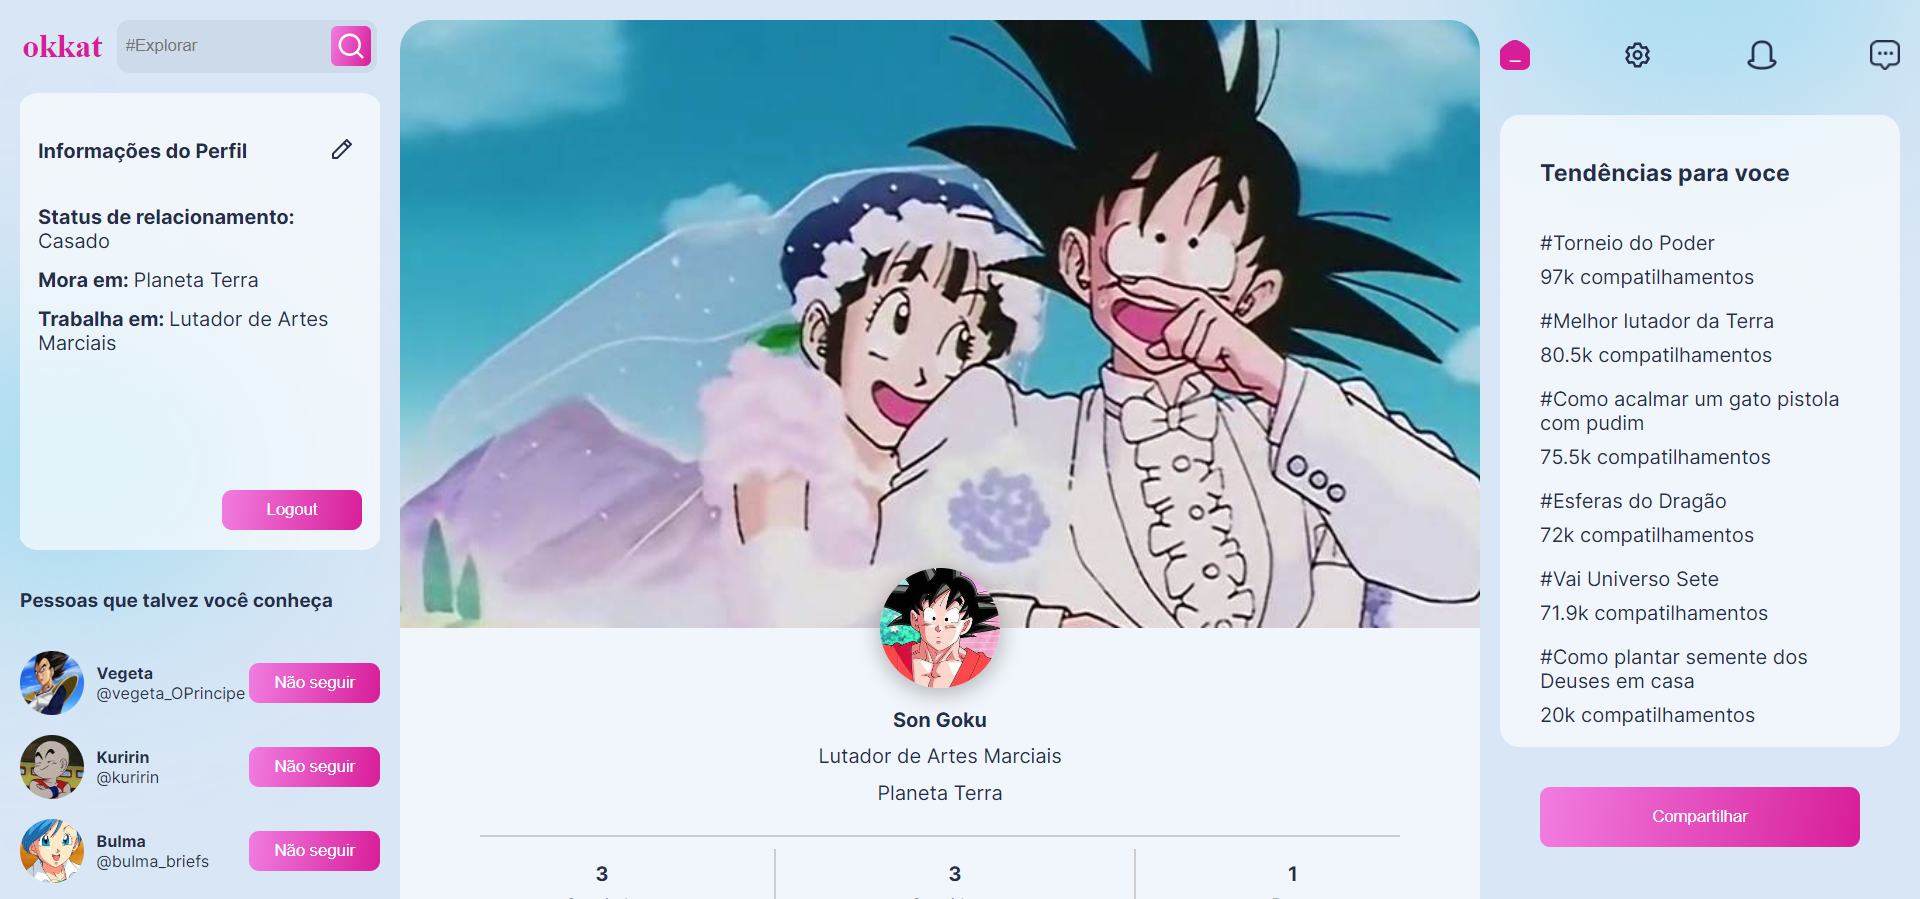 okkat
#Explorar
Informações do Perfil
Status de relacionamento:
Casado
Mora em: Planeta Terra
Trabalha em: Lutador de Artes
Marciais
Logout
Pessoas que talvez você conheça
Vegeta
@vegeta_OPrincipe
Não seguir
Kuririn
@kuririn
Não seguir
Bulma
@bulma_briefs
Não seguir
Son Goku
Lutador de Artes Marciais
Planeta Terra
3
3
1
Tendências para voce
#Torneio do Poder
97k compatilhamentos
#Melhor lutador da Terra
80.5k compatilhamentos
#Como acalmar um gato pistola
com pudim
75.5k compatilhamentos
#Esferas do Dragão
72k compatilhamentos
#Vai Universo Sete
71.9k compatilhamentos
#Como plantar semente dos
Deuses em casa
20k compatilhamentos
Compartilhar